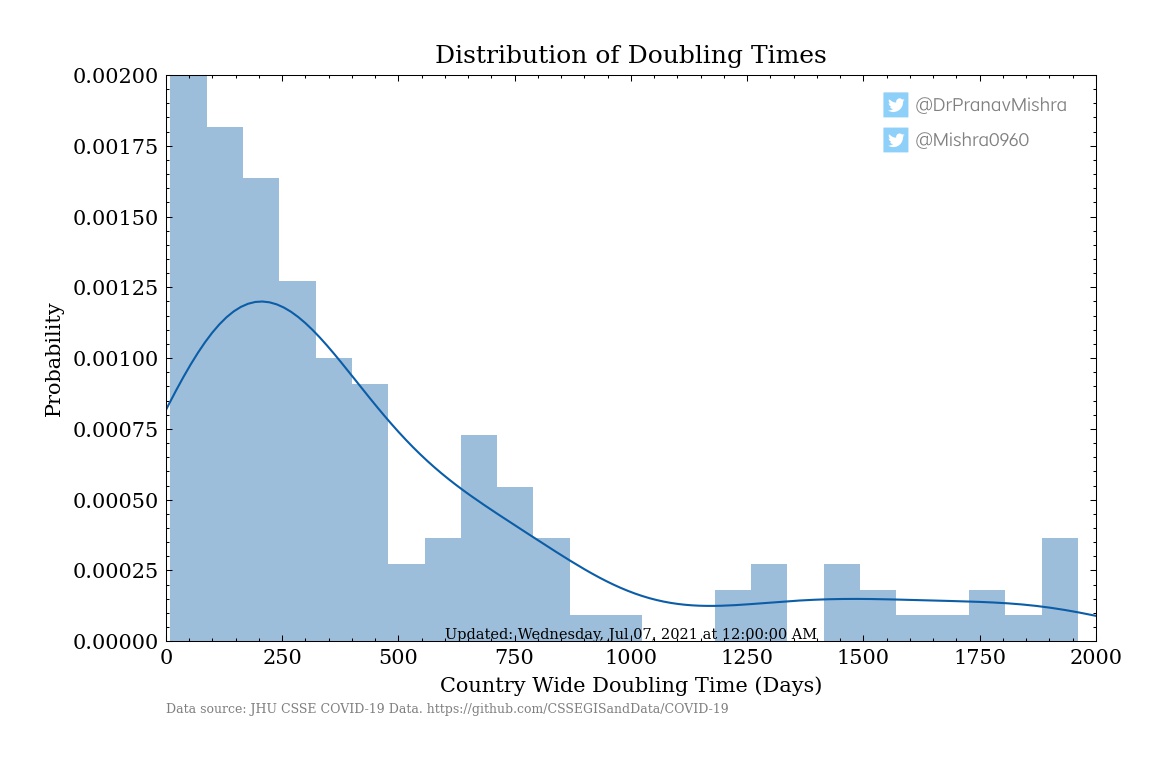 Distribution of Doubling Times
0.00200
0.00175
0.00150
0.00125
0.00100
0.00075
0.00050
0.00025
0.00000
Probability
@DrPranavMishra
@Mishra0960
Updated: Wednesday, Jul 07, 2021 at 12:00:00 AM
0 250 500 750 1000 1250 1500 1750 2000
Country Wide Doubling Time (Days)
Data source: JHU CSSE COVID-19 Data. https://github.com/CSSEGISandData/COVID-19